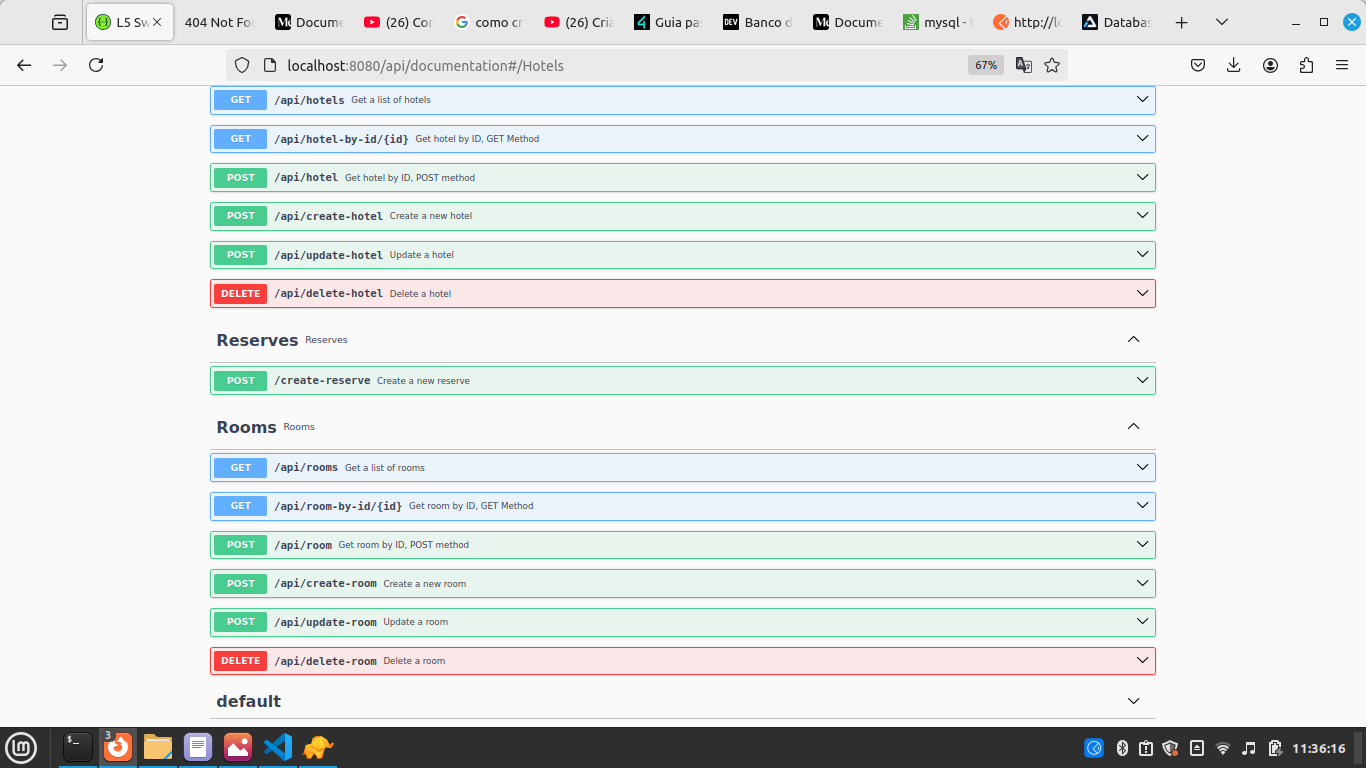 L5 Sw
404 Not Fo
Docume
(26) Cor
como cr
(26) Cria
Guia pa
DEV
Banco d
Docume
mysql -
http://lo
Databas
localhost:8080/api/documentation#/Hotels
67%
GET /api/hotels Get a list of hotels
GET /api/hotel-by-id/{id} Get hotel by ID, GET Method
POST /api/hotel Get hotel by ID, POST method
POST /api/create-hotel Create a new hotel
POST /api/update-hotel Update a hotel
DELETE /api/delete-hotel Delete a hotel
Reserves Reserves
POST /create-reserve Create a new reserve
Rooms Rooms
GET /api/rooms Get a list of rooms
GET /api/room-by-id/{id} Get room by ID, GET Method
POST /api/room Get room by ID, POST method
POST /api/create-room Create a new room
POST /api/update-room Update a room
DELETE /api/delete-room Delete a room
default
3
11:36:16